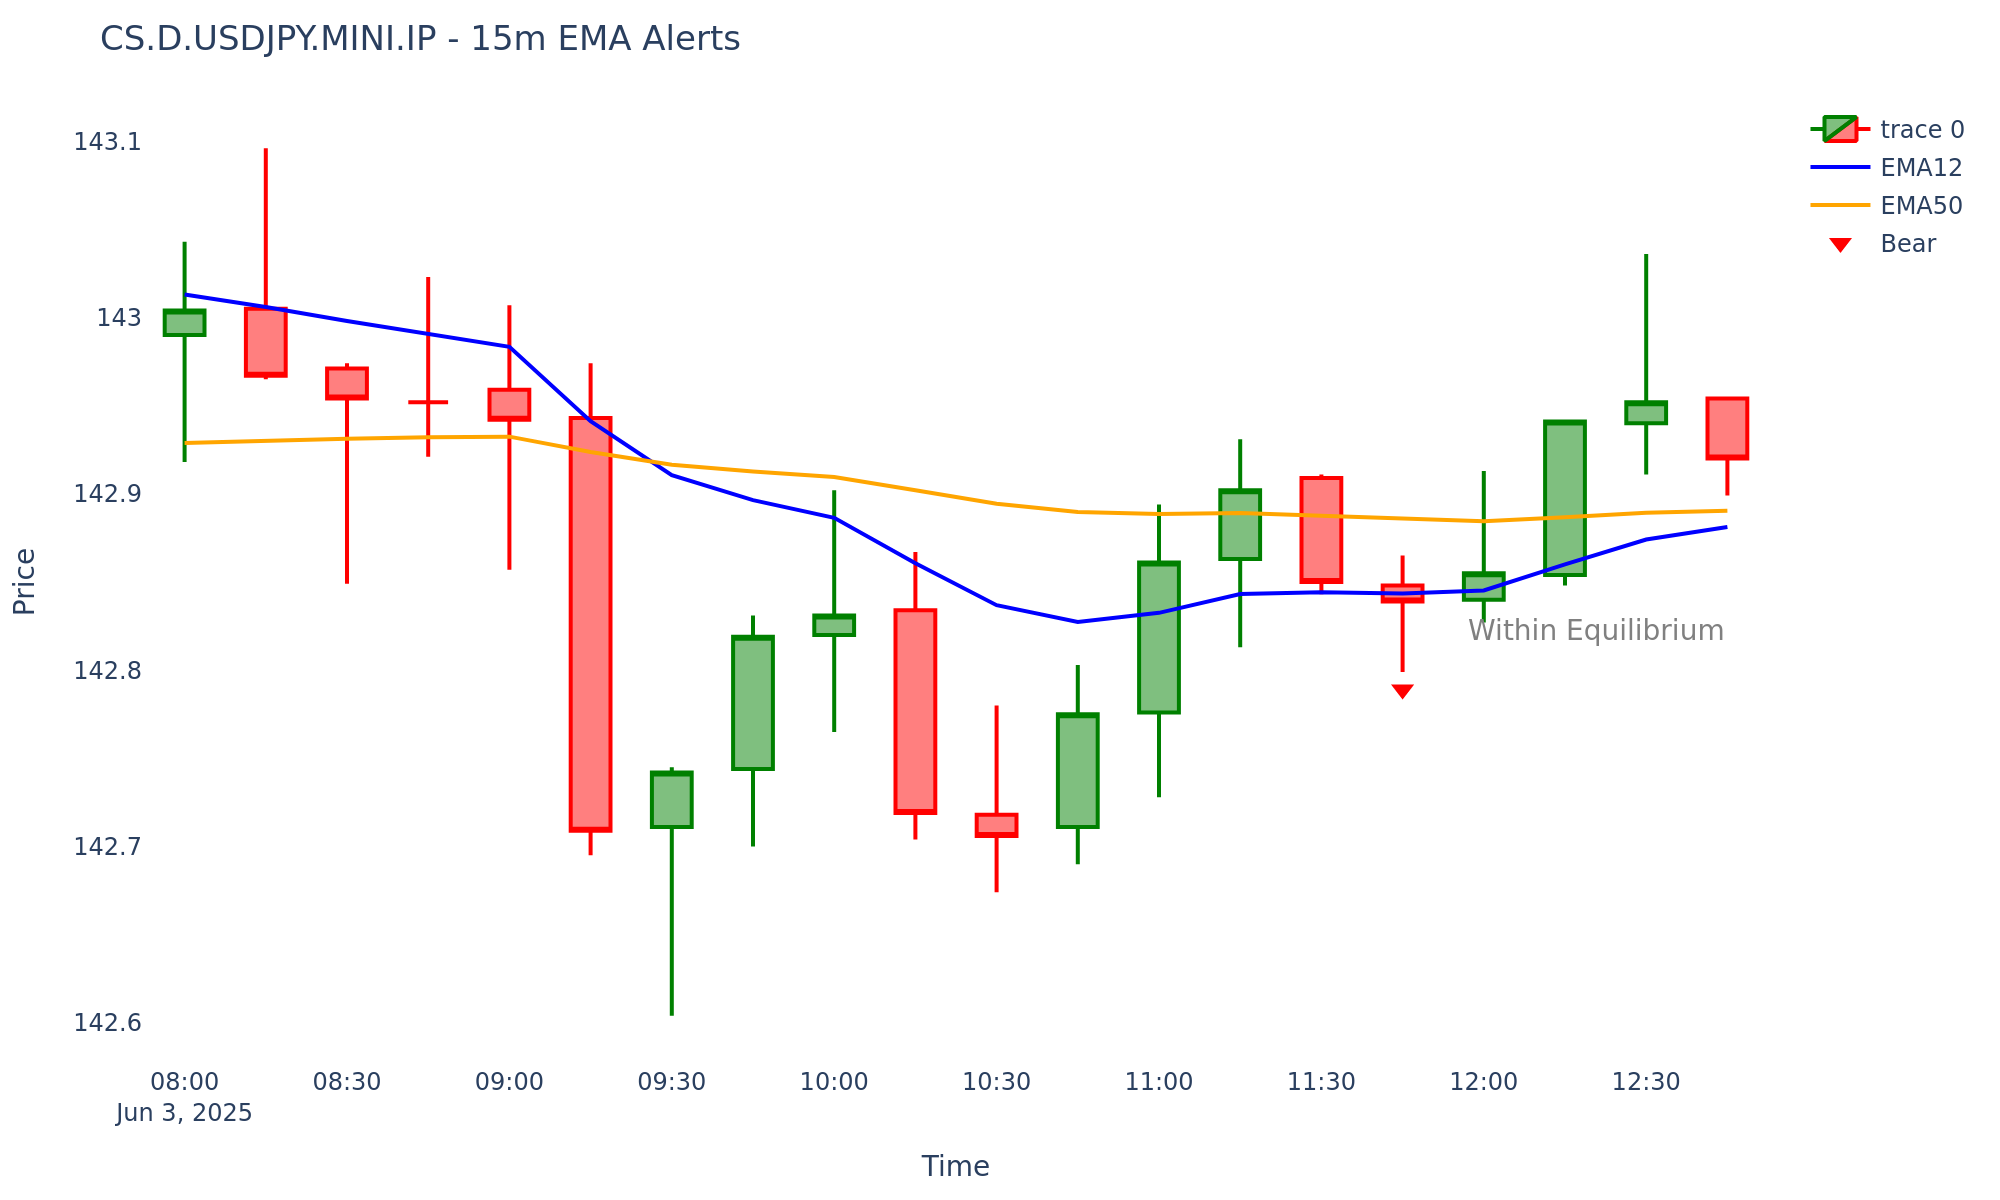 CS.D.USDJPY.MINI.IP - 15m EMA Alerts
trace 0
EMA12
EMA50
Bear
143.1
143
142.9
142.8
142.7
142.6
Price
Within Equilibrium
08:00 08:30 09:00 09:30 10:00 10:30 11:00 11:30 12:00 12:30
Jun 3, 2025
Time